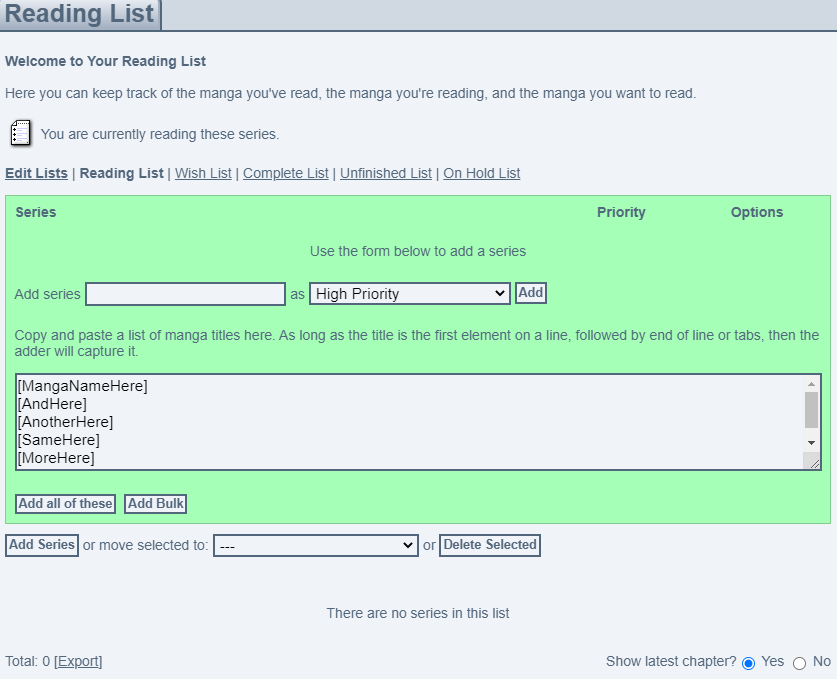 Reading List
Welcome to Your Reading List
Here you can keep track of the manga you've read, the manga you're reading, and the manga you want to read.
You are currently reading these series.
Edit Lists | Reading List | Wish List | Complete List | Unfinished List | On Hold List
Series Priority Options
Use the form below to add a series
Add series as High Priority Add
Copy and paste a list of manga titles here. As long as the title is the first element on a line, followed by end of line or tabs, then the
adder will capture it.
[MangaNameHere]
[AndHere]
[AnotherHere]
[SameHere]
[MoreHere]
Add all of these Add Bulk
Add Series or move selected to: --- or Delete Selected
There are no series in this list
Total: 0 [Export] Show latest chapter? Yes No